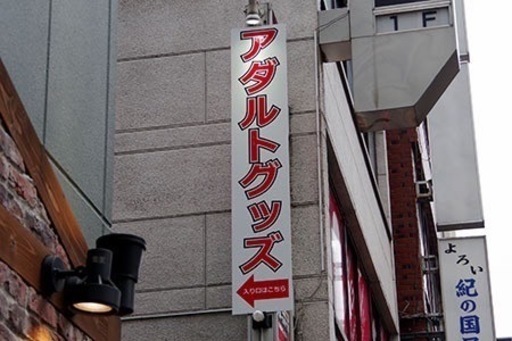 1F
アダルトグッズ
入り口はこちら
よろい
紀の国